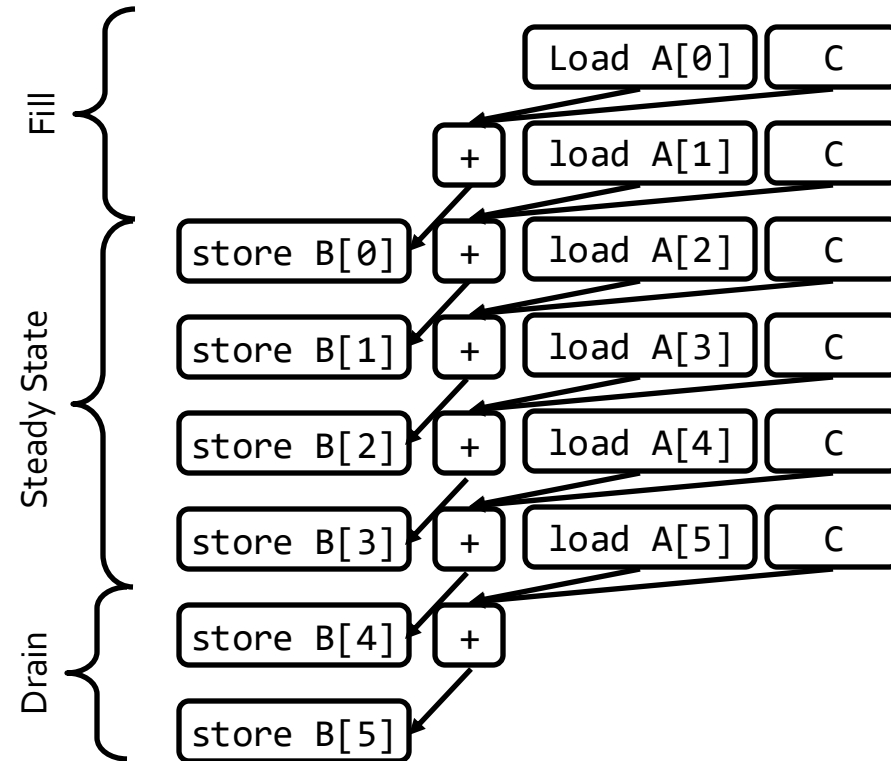 Fill
Load A[0] C
+ load A[1] C
Steady State
store B[0] + load A[2] C
store B[1] + load A[3] C
store B[2] + load A[4] C
store B[3] + load A[5] C
Drain
store B[4] +
store B[5]